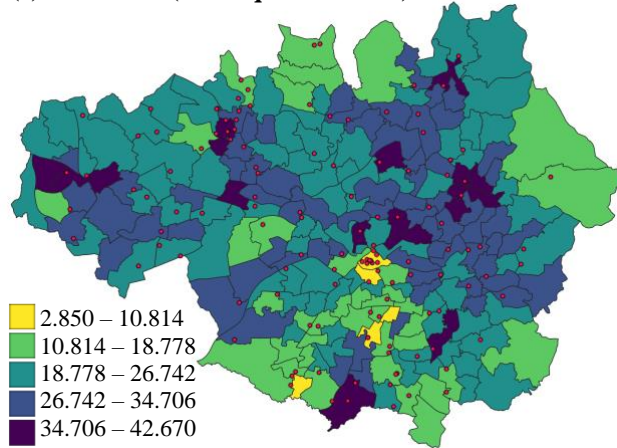 2.850 – 10.814
10.814 – 18.778
18.778 – 26.742
26.742 – 34.706
34.706 – 42.670